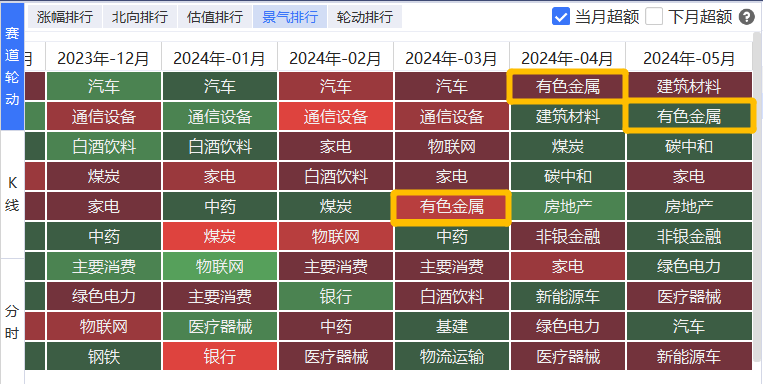 涨幅排行 北向排行 估值排行 景气排行 轮动排行 当月超额 下月超额 ?
赛道轮动
K线
分时
月 2023年-12月 2024年-01月 2024年-02月 2024年-03月 2024年-04月 2024年-05月
汽车 汽车 汽车 汽车 有色金属 建筑材料
通信设备 通信设备 通信设备 通信设备 建筑材料 有色金属
白酒饮料 白酒饮料 家电 物联网 煤炭 碳中和
煤炭 家电 白酒饮料 家电 碳中和 家电
家电 中药 煤炭 有色金属 房地产 房地产
中药 煤炭 物联网 中药 非银金融 非银金融
主要消费 物联网 主要消费 主要消费 家电 绿色电力
绿色电力 主要消费 银行 白酒饮料 新能源车 医疗器械
物联网 医疗器械 中药 基建 绿色电力 汽车
钢铁 银行 医疗器械 物流运输 医疗器械 新能源车